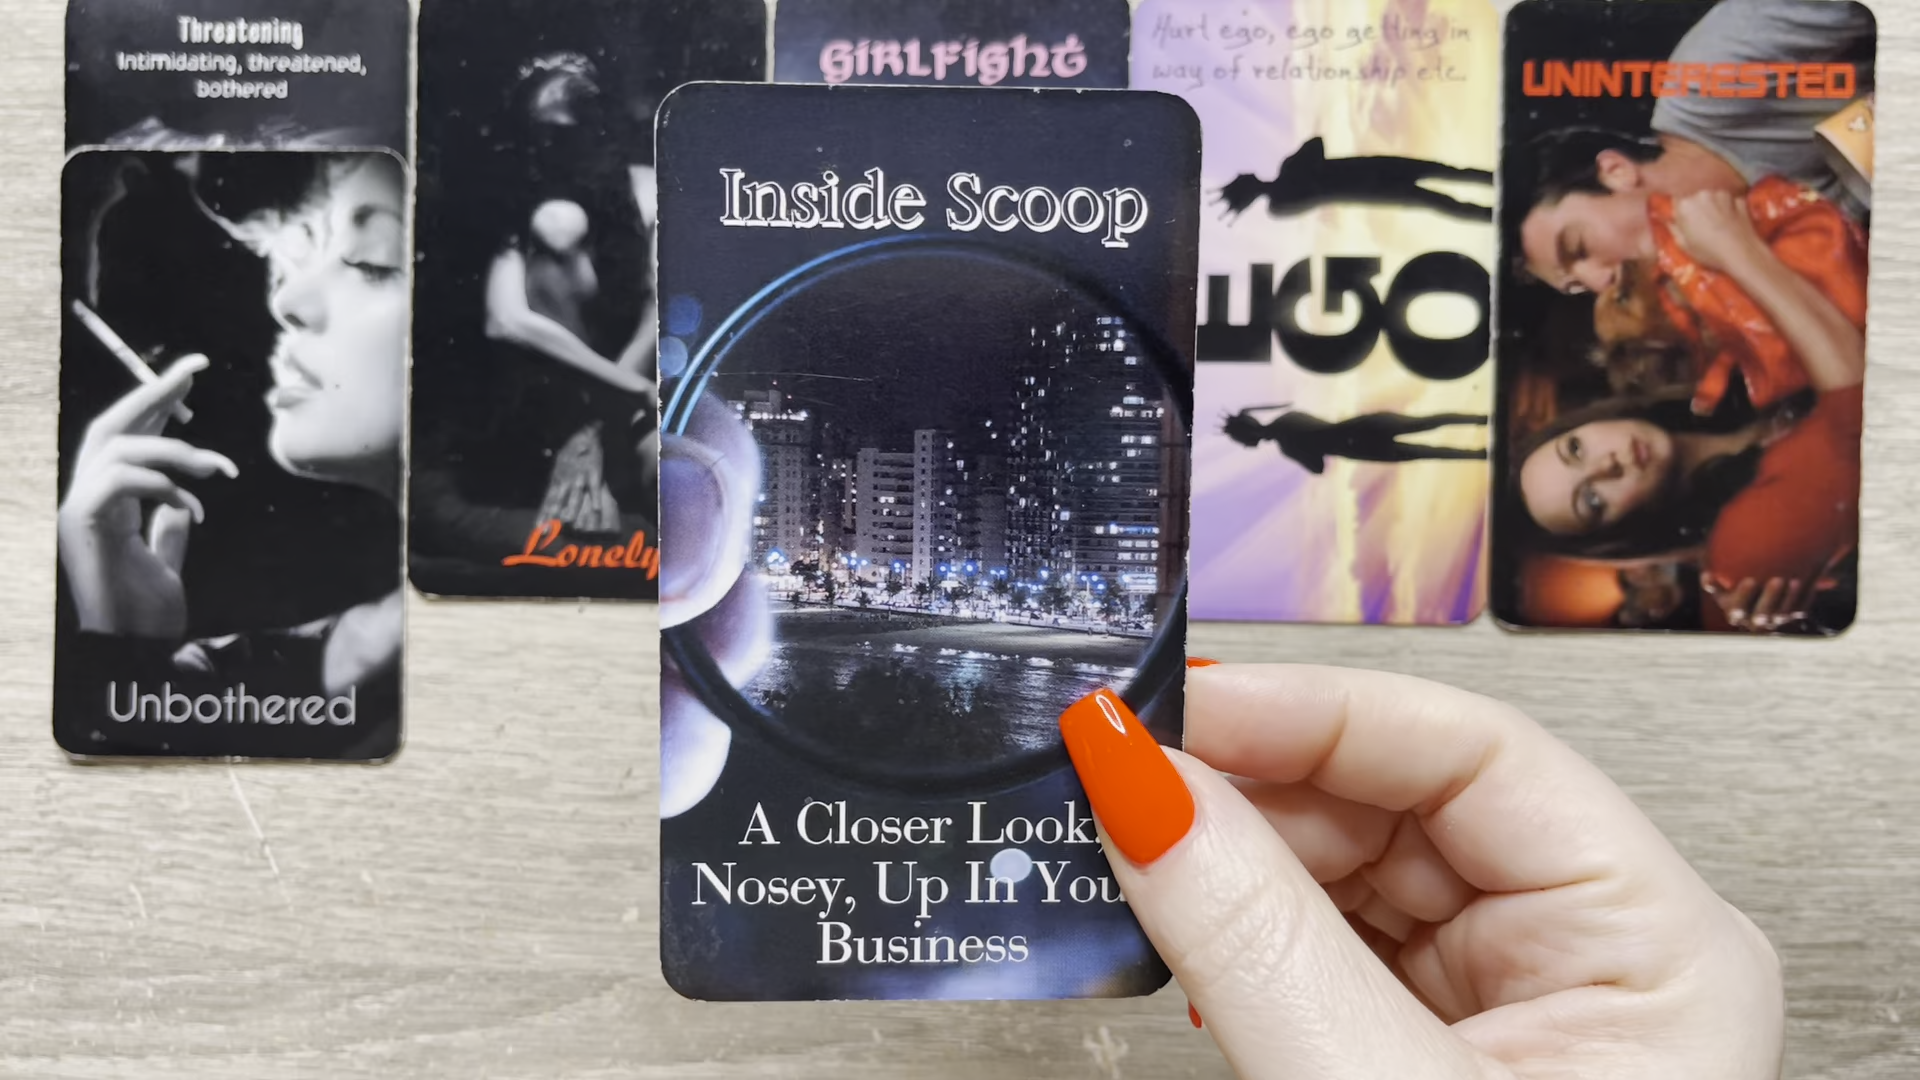 Threatening
Intimidating, threatened,
bothered
Unbothered
Lonely
GIRLFIGHT
Inside Scoop
A Closer Look,
Nosey, Up In You
Business
Hurt ego, ego getting in
way of relationship etc.
EGO
UNINTERESTED